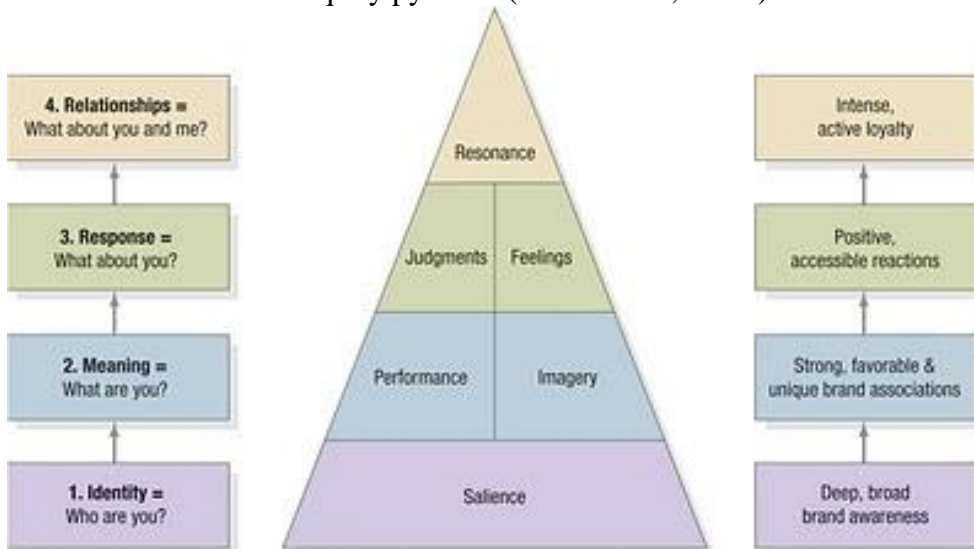 4. Relationships =
What about you and me?
Resonance
Intense,
active loyalty
3. Response =
What about you?
Judgments
Feelings
Positive,
accessible reactions
2. Meaning =
What are you?
Performance
Imagery
Strong, favorable &
unique brand associations
1. Identity =
Who are you?
Salience
Deep, broad
brand awareness